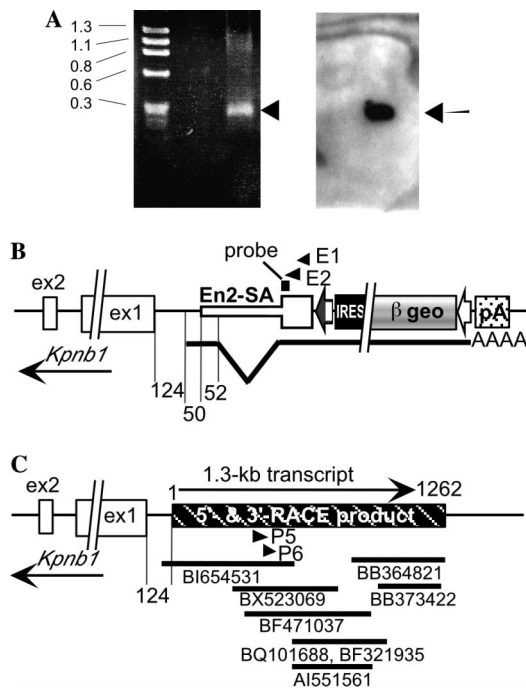 A
1.3
1.1
0.8
0.6
0.3
B
probe
E1
E2
ex2
ex1
En2-SA
IRES
β geo
pA
AAAA
Kpnb1
124
50
52
C
1.3-kb transcript
1
1262
ex2
ex1
5' & 3'-RACE product
P5
P6
Kpnb1
124
BI654531
BB364821
BX523069
BB373422
BF471037
BQ101688, BF321935
AI551561